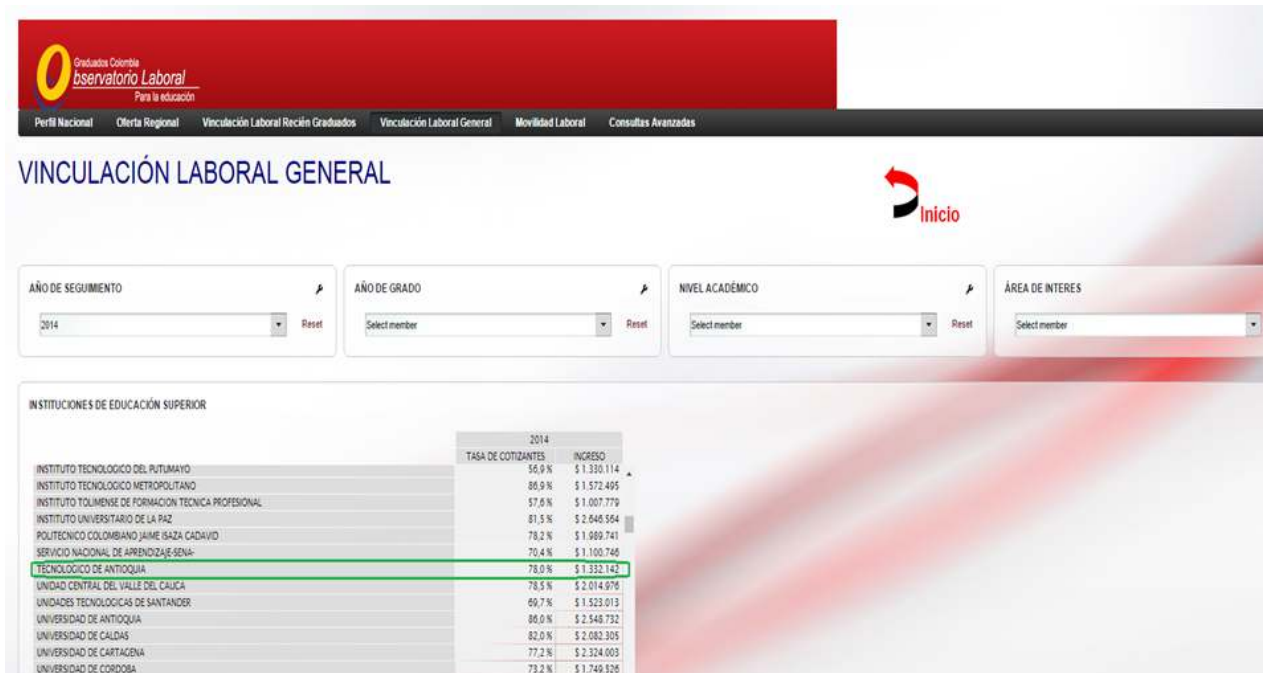 Graduados Colombia
Observatorio Laboral
Para la educación
Perfil Nacional Oferta Regional Vinculación Laboral Recién Graduados Vinculación Laboral General Movilidad Laboral Consultas Avanzadas
VINCULACIÓN LABORAL GENERAL
Inicio
AÑO DE SEGUIMIENTO AÑO DE GRADO NIVEL ACADÉMICO ÁREA DE INTERES
2014 Reset Select member Reset Select member Reset Select member
INSTITUCIONES DE EDUCACIÓN SUPERIOR
2014
TASA DE COTIZANTES INGRESO
INSTITUTO TECNOLOGICO DEL PUTUMAYO 56,9 % $ 1.330.114
INSTITUTO TECNOLOGICO METROPOLITANO 86,9 % $ 1.572.495
INSTITUTO TOLIMENSE DE FORMACION TECNICA PROFESIONAL 57,6 % $ 1.007.779
INSTITUTO UNIVERSITARIO DE LA PAZ 81,5 % $ 2.646.564
POLITECNICO COLOMBIANO JAIME ISAZA CADAVID 78,2 % $ 1.989.741
SERVICIO NACIONAL DE APRENDIZAJE-SENA- 70,4 % $ 1.100.746
TECNOLOGICO DE ANTIOQUIA 78,0 % $ 1.332.142
UNIDAD CENTRAL DEL VALLE DEL CAUCA 78,5 % $ 2.014.976
UNIDADES TECNOLOGICAS DE SANTANDER 69,7 % $ 1.523.013
UNIVERSIDAD DE ANTIOQUIA 86,0 % $ 2.548.732
UNIVERSIDAD DE CALDAS 82,0 % $ 2.082.305
UNIVERSIDAD DE CARTAGENA 77,2 % $ 2.324.003
UNIVERSIDAD DE CORDOBA 73,2 % $ 1.749.526